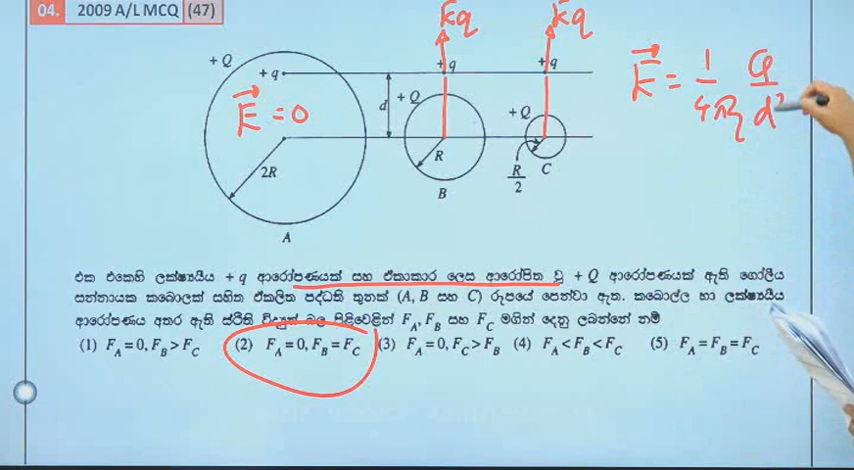 04. 2009 A/L MCQ (47)
+ Q
+ q
E = 0
2R
A
d
Eq
+ q
+ Q
R
B
Eq
+ q
+ Q
R/2
C
E = 1/4πε Q/d²
එක එකෙහි ලක්ෂ්‍යයීය + q ආරෝපණයක් සහ ඒකාකාර ලෙස ආරෝපිත වූ + Q ආරෝපණයක් ඇති ගෝලීය
සන්නායක කබොලක් සහිත ඒකලිත පද්ධති තුනක් (A, B සහ C) රූපයේ පෙන්වා ඇත. කබොල්ල හා ලක්ෂ්‍යයීය
ආරෝපණය අතර ඇති ස්ථිති විද්‍යුත් බල පිළිවෙළින් F_A, F_B සහ F_C මගින් දෙනු ලබන්නේ නම්
(1) F_A = 0, F_B > F_C (2) F_A = 0, F_B = F_C (3) F_A = 0, F_C > F_B (4) F_A < F_B < F_C (5) F_A = F_B = F_C